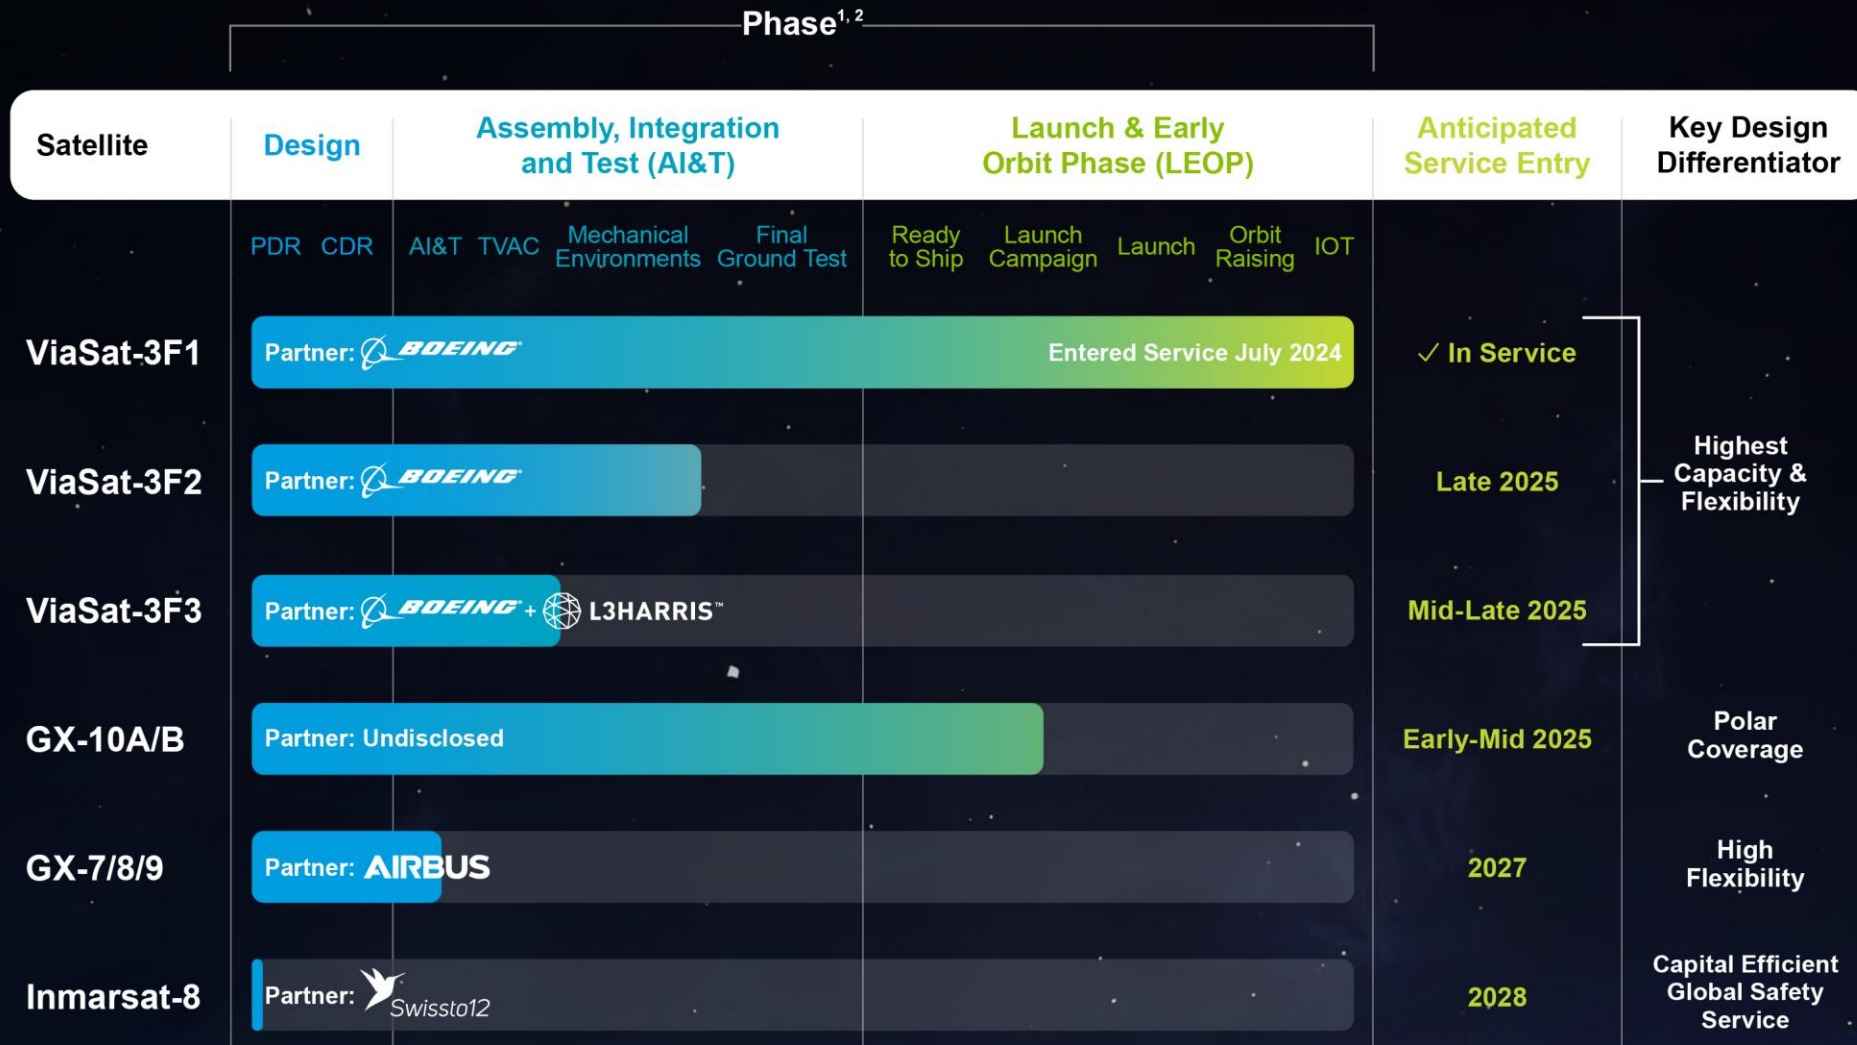 Phase1, 2
Satellite
Design
Assembly, Integration
and Test (AI&T)
Launch & Early
Orbit Phase (LEOP)
Anticipated
Service Entry
Key Design
Differentiator
PDR
CDR
AI&T
TVAC
Mechanical
Environments
Final
Ground Test
Ready
to Ship
Launch
Campaign
Launch
Orbit
Raising
IOT
ViaSat-3F1
Partner: BOEING
Entered Service July 2024
✓ In Service
ViaSat-3F2
Partner: BOEING
Late 2025
Highest
Capacity &
Flexibility
ViaSat-3F3
Partner: BOEING + L3HARRIS™
Mid-Late 2025
GX-10A/B
Partner: Undisclosed
Early-Mid 2025
Polar
Coverage
GX-7/8/9
Partner: AIRBUS
2027
High
Flexibility
Inmarsat-8
Partner: Swissto12
2028
Capital Efficient
Global Safety
Service